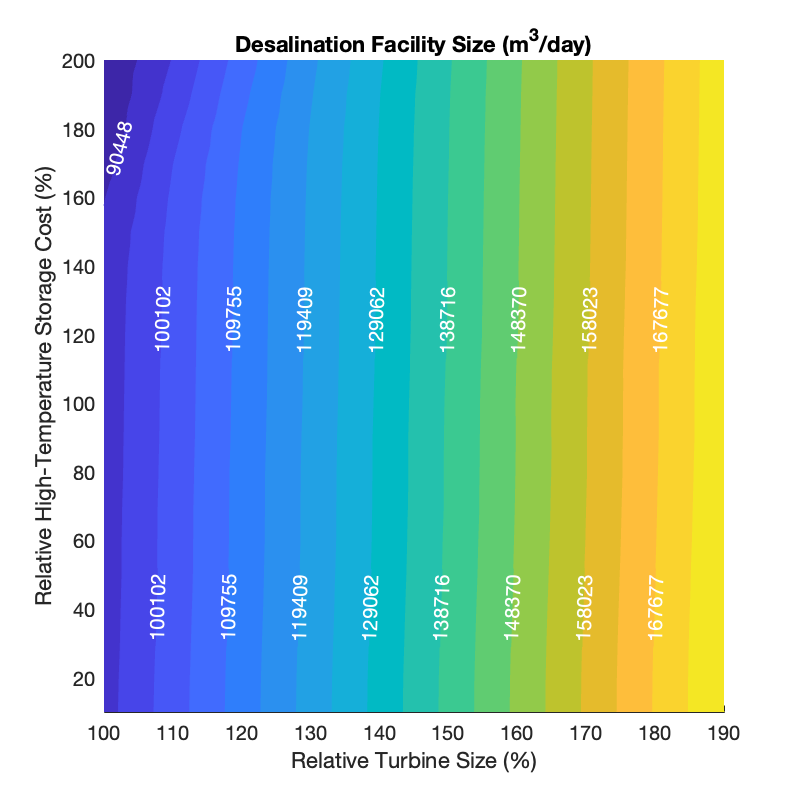 Desalination Facility Size (m³/day)
Relative High-Temperature Storage Cost (%)
200
180
160
140
120
100
80
60
40
20
90448
100102 109755 119409 129062 138716 148370 158023 167677
100102 109755 119409 129062 138716 148370 158023 167677
100 110 120 130 140 150 160 170 180 190
Relative Turbine Size (%)